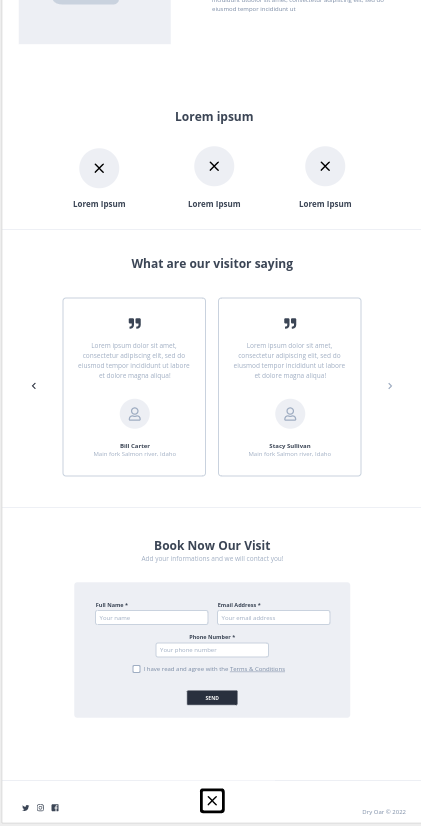 incididunt dolor sit amet, consectetur adipiscing elit, sed do
eiusmod tempor incididunt ut
Lorem ipsum
Lorem Ipsum
Lorem Ipsum
Lorem Ipsum
What are our visitor saying
Lorem ipsum dolor sit amet,
consectetur adipiscing elit, sed do
eiusmod tempor incididunt ut labore
et dolore magna aliqua!
Bill Carter
Main fork Salmon river, Idaho
Lorem ipsum dolor sit amet,
consectetur adipiscing elit, sed do
eiusmod tempor incididunt ut labore
et dolore magna aliqua!
Stacy Sullivan
Main fork Salmon river, Idaho
Book Now Our Visit
Add your informations and we will contact you!
Full Name *
Email Address *
Your name
Your email address
Phone Number *
Your phone number
I have read and agree with the Terms & Conditions
SEND
Dry Oar © 2022